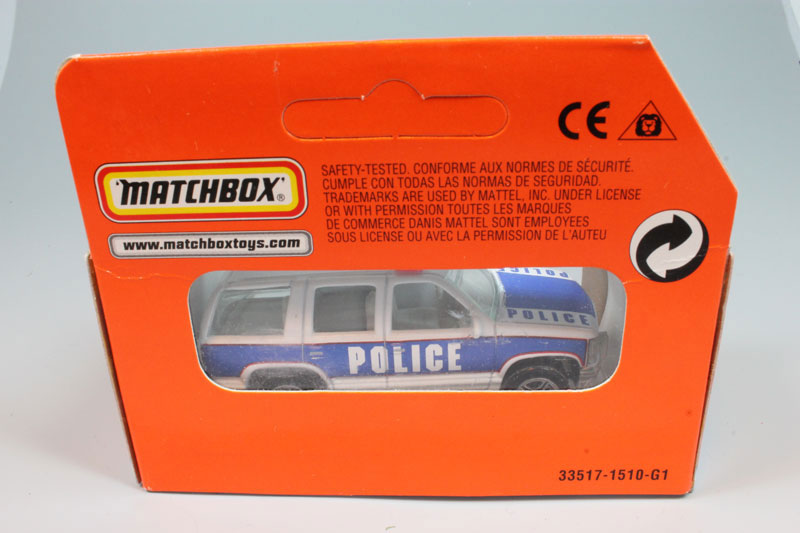 CE
'MATCHBOX'®
www.matchboxtoys.com
SAFETY-TESTED. CONFORME AUX NORMES DE SÉCURITÉ.
CUMPLE CON TODAS LAS NORMAS DE SEGURIDAD.
TRADEMARKS ARE USED BY MATTEL, INC. UNDER LICENSE
OR WITH PERMISSION TOUTES LES MARQUES
DE COMMERCE DANIS MATTEL SONT EMPLOYEES
SOUS LICENSE OU AVEC LA PERMISSION DE L'AUTEU
POLICE
POLICE
POLICE
33517-1510-G1